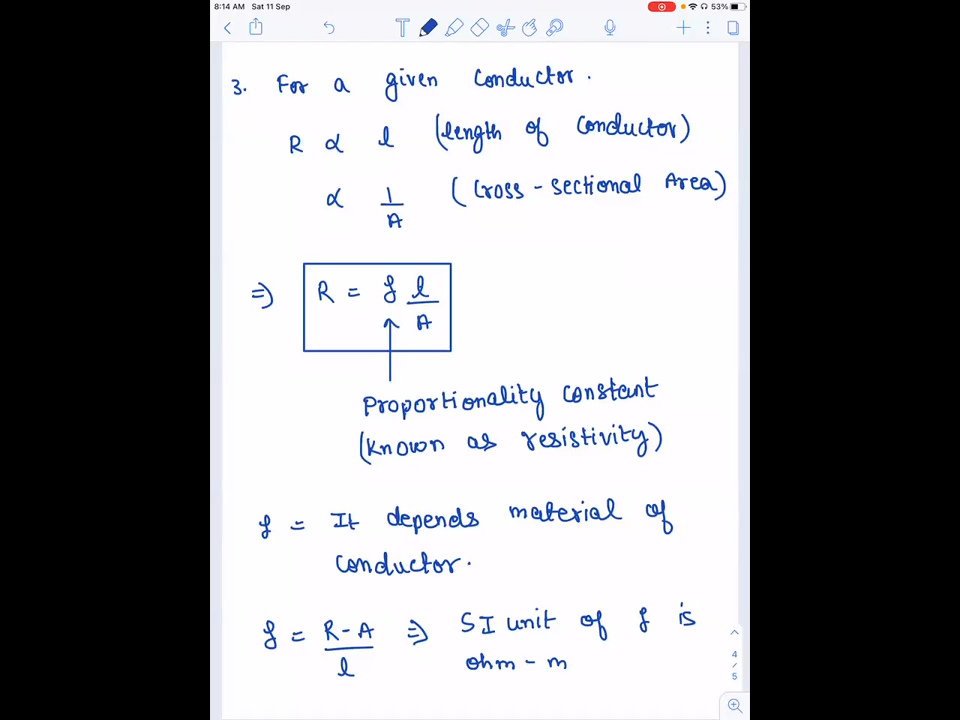 8:14 AM Sat 11 Sep 53%
3. For a given conductor.
R ∝ l (length of conductor)
∝ 1/A (Cross-sectional Area)
⇒ R = ρ l/A
Proportionality constant
(known as resistivity)
ρ = It depends material of
conductor.
ρ = R-A/l ⇒ SI unit of ρ is
ohm-m
4/5